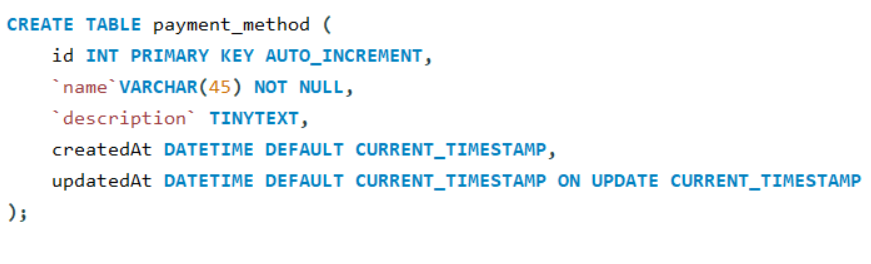 CREATE TABLE payment_method (
    id INT PRIMARY KEY AUTO_INCREMENT,
    `name`VARCHAR(45) NOT NULL,
    `description` TINYTEXT,
    createdAt DATETIME DEFAULT CURRENT_TIMESTAMP,
    updatedAt DATETIME DEFAULT CURRENT_TIMESTAMP ON UPDATE CURRENT_TIMESTAMP
);